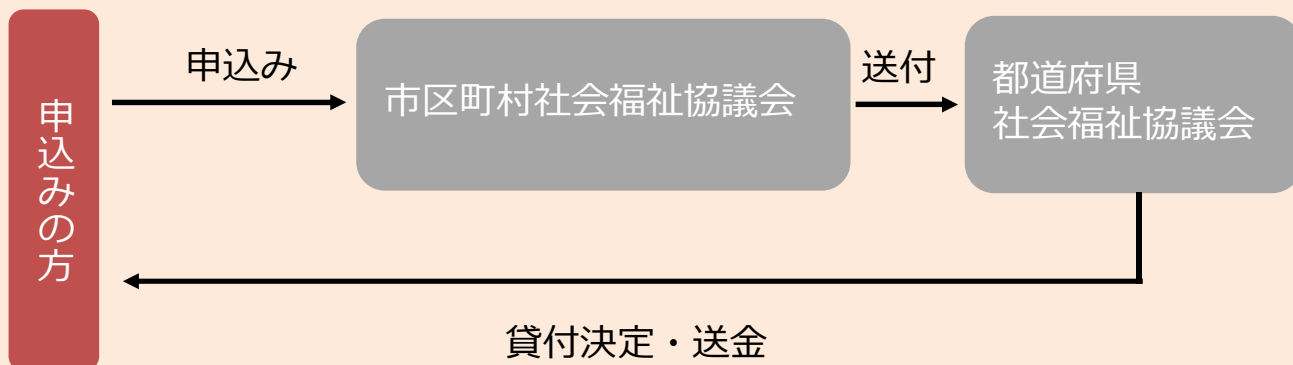 申込みの方
申込み
市区町村社会福祉協議会
送付
都道府県
社会福祉協議会
貸付決定・送金